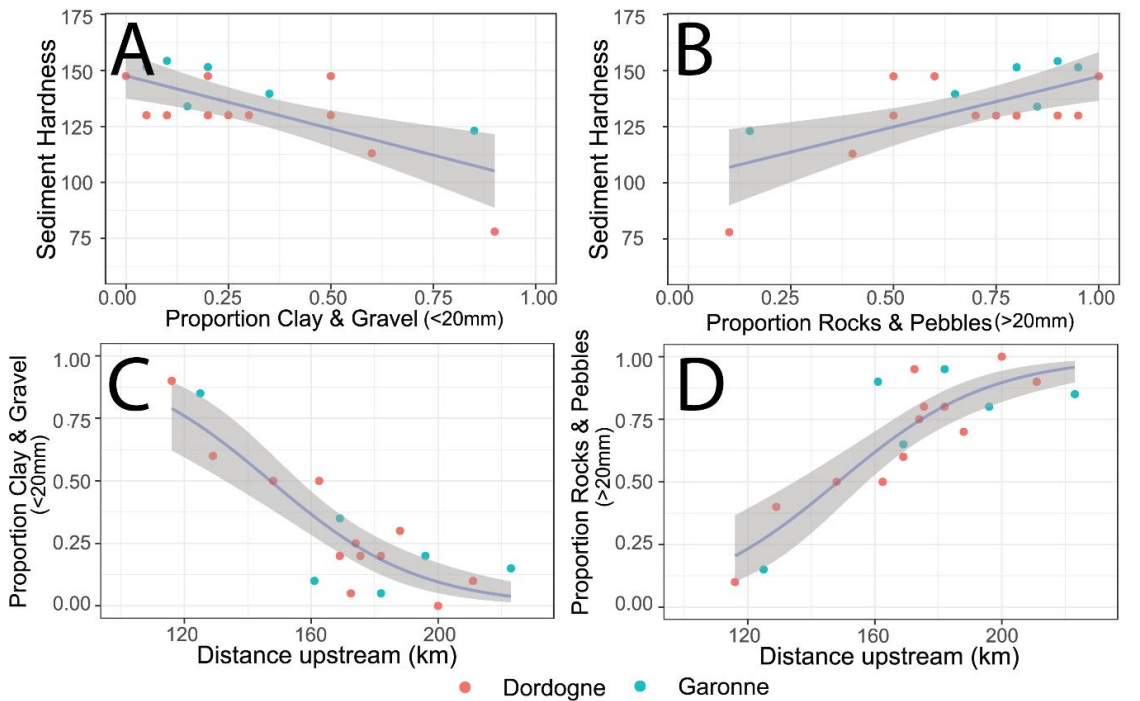 A
B
175
150
125
100
75
Sediment Hardness
0.00 0.25 0.50 0.75 1.00
Proportion Clay & Gravel (<20mm)
175
150
125
100
75
Sediment Hardness
0.00 0.25 0.50 0.75 1.00
Proportion Rocks & Pebbles (>20mm)
C
D
1.00
0.75
0.50
0.25
0.00
Proportion Clay & Gravel
(<20mm)
120 160 200
Distance upstream (km)
1.00
0.75
0.50
0.25
0.00
Proportion Rocks & Pebbles
(>20mm)
120 160 200
Distance upstream (km)
Dordogne Garonne